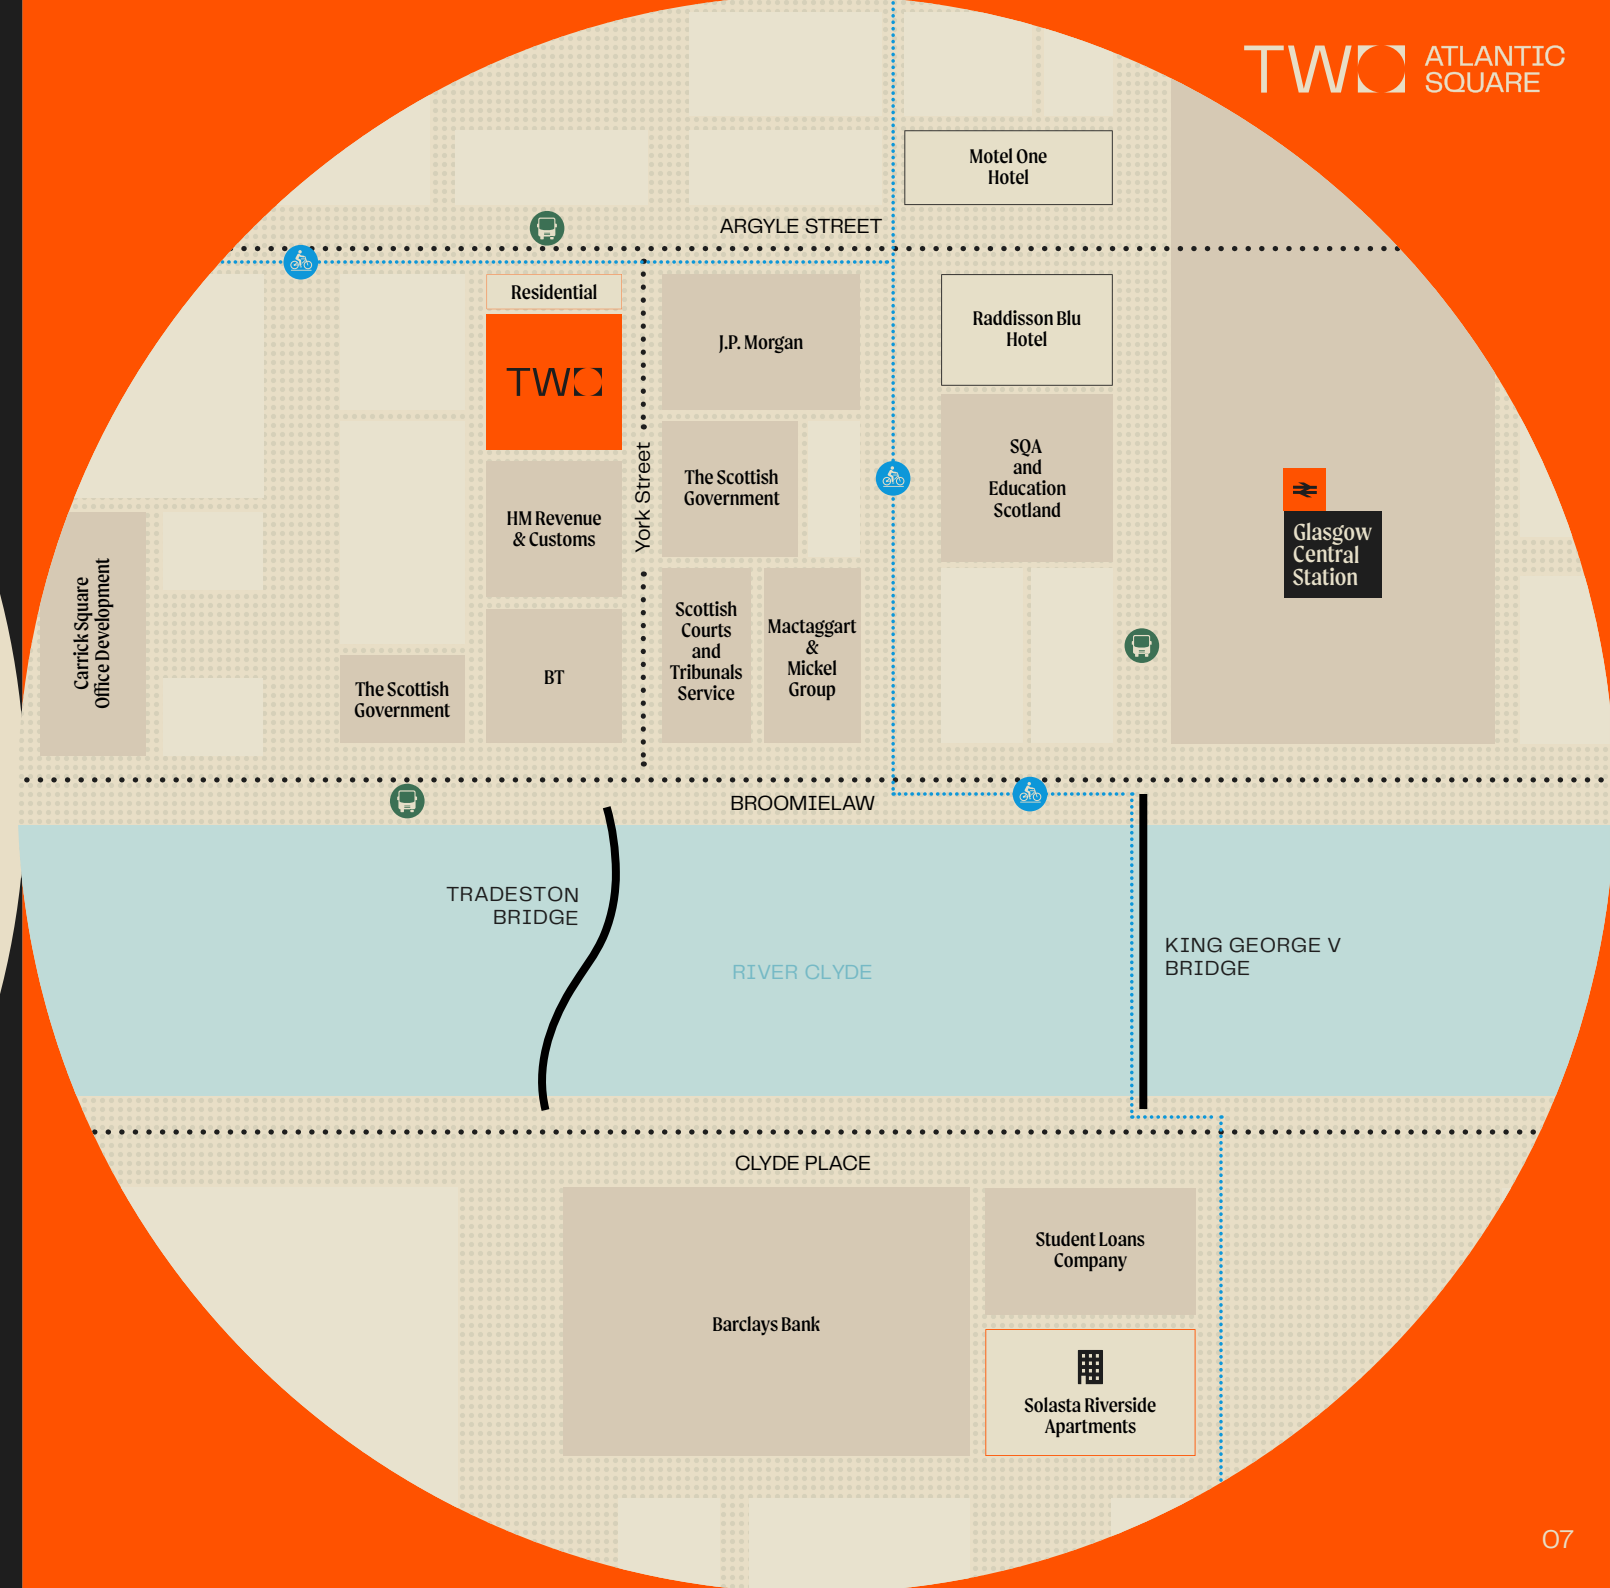 TWO
ATLANTIC
SQUARE
Motel One
Hotel
ARGYLE STREET
Residential
TWO
J.P. Morgan
Raddisson Blu
Hotel
York Street
The Scottish
Government
SQA
and
Education
Scotland
HM Revenue
& Customs
Glasgow
Central
Station
Carrick Square
Office Development
The Scottish
Government
BT
Scottish
Courts
and
Tribunals
Service
Mactaggart
&
Mickel
Group
BROOMIELAW
TRADESTON
BRIDGE
RIVER CLYDE
KING GEORGE V
BRIDGE
CLYDE PLACE
Barclays Bank
Student Loans
Company
Solasta Riverside
Apartments
07